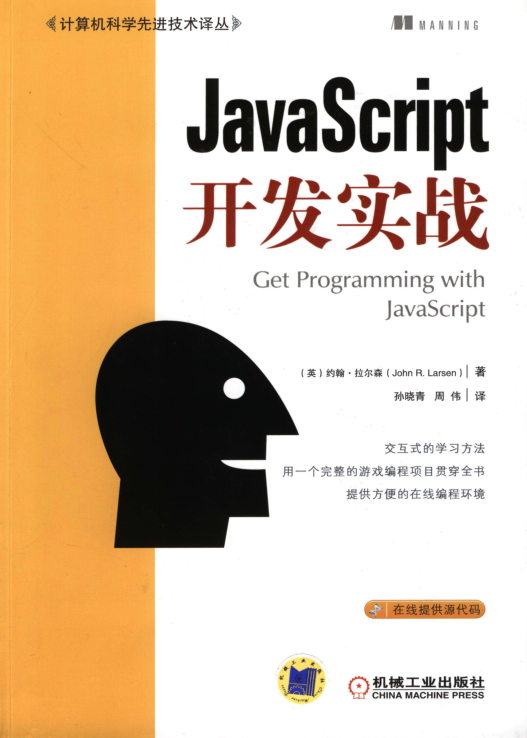 计算机科学先进技术译丛
MANNING
JavaScript
开发实战
Get Programming with
JavaScript
（英）约翰·拉尔森（John R. Larsen）著
孙晓青 周 伟 译
交互式的学习方法
用一个完整的游戏编程项目贯穿全书
提供方便的在线编程环境
在线提供源代码
机械工业出版社
CHINA MACHINE PRESS